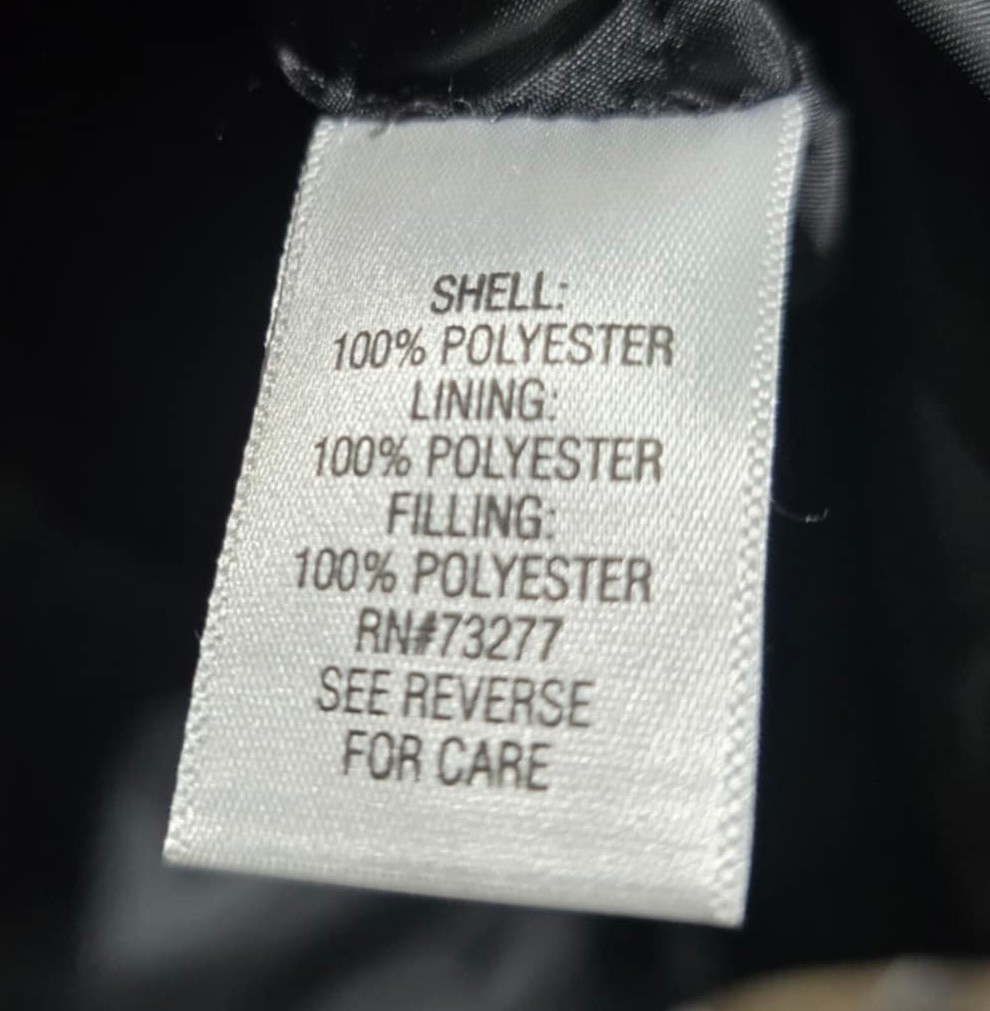 SHELL:
100% POLYESTER
LINING:
100% POLYESTER
FILLING:
100% POLYESTER
RN#73277
SEE REVERSE
FOR CARE